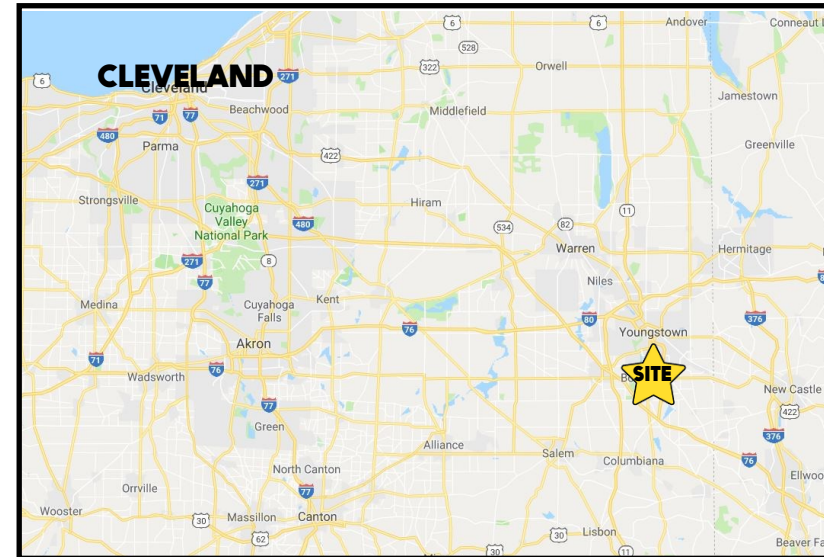 6
6
Andover
Conneaut L
528
CLEVELAND
271
322
Orwell
6
Cleveland
Jamestown
Beachwood
Middlefield
71
77
480
Parma
Greenville
422
271
Strongsville
Hiram
Cuyahoga
Valley
National Park
11
480
534
82
Warren
Hermitage
271
8
77
Niles
Medina
Cuyahoga
Falls
Kent
80
376
76
Youngstown
Akron
71
76
SITE
Wadsworth
New Castle
77
422
Green
376
Alliance
Salem
Columbiana
76
North Canton
Ellwoo
Orrville
77
Wooster
30
Massillon
Canton
30
Lisbon
62
Beaver Fa
30
11